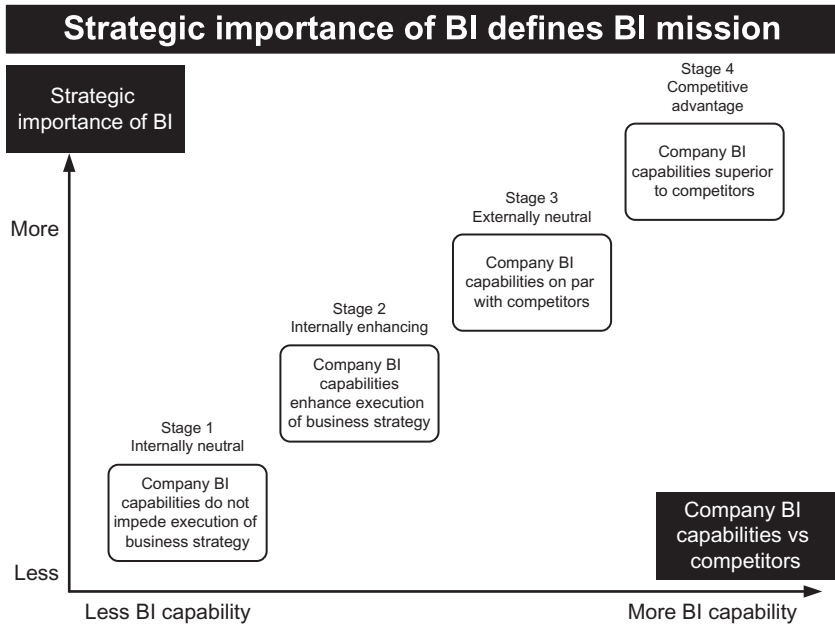 Strategic importance of BI defines BI mission
Strategic
importance of BI
More
Less
Stage 4
Competitive
advantage
Company BI
capabilities superior
to competitors
Stage 3
Externally neutral
Company BI
capabilities on par
with competitors
Stage 2
Internally enhancing
Company BI
capabilities
enhance execution
of business strategy
Stage 1
Internally neutral
Company BI
capabilities do not
impede execution of
business strategy
Company BI
capabilities vs
competitors
Less BI capability
More BI capability